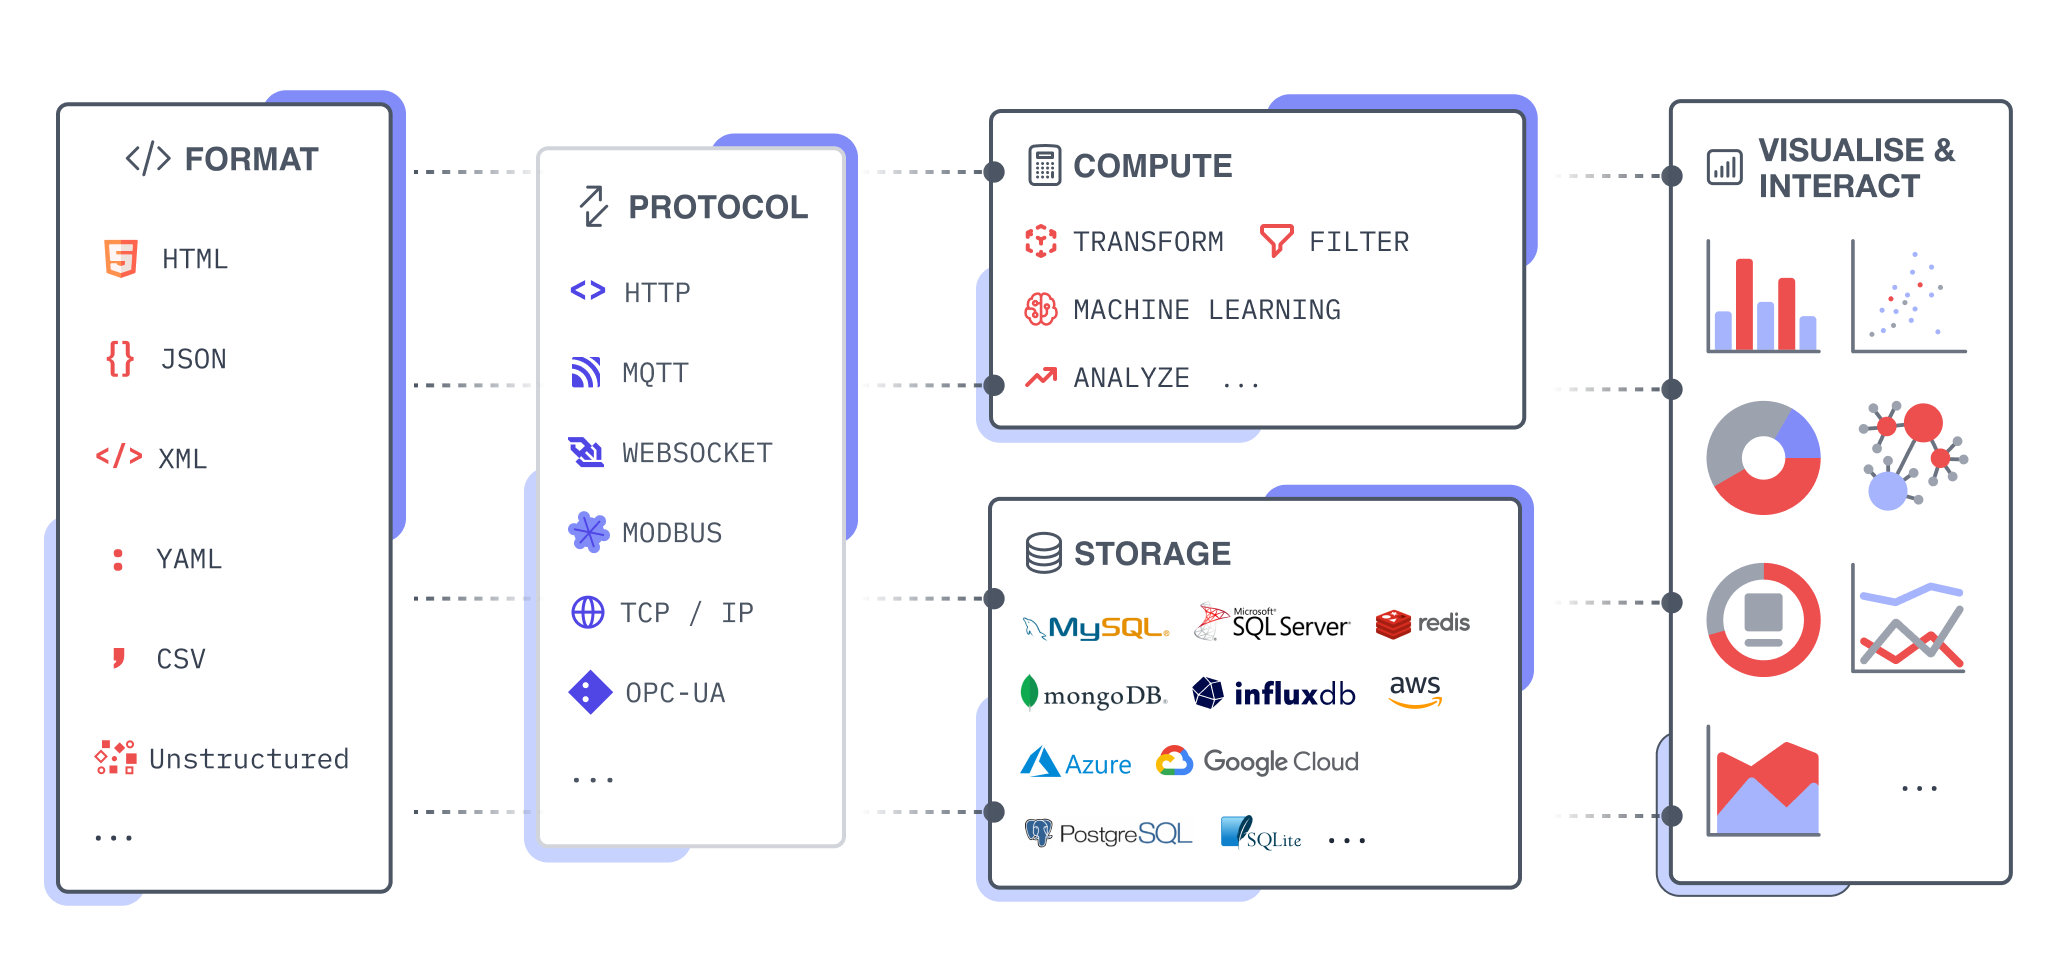 </> FORMAT
HTML
{} JSON
</> XML
: YAML
, CSV
Unstructured
...
PROTOCOL
<> HTTP
MQTT
WEBSOCKET
MODBUS
TCP / IP
OPC-UA
...
COMPUTE
TRANSFORM FILTER
MACHINE LEARNING
ANALYZE ...
STORAGE
MySQL® Microsoft® SQL Server® redis
mongoDB® influxdb aws
Azure Google Cloud
PostgreSQL SQLite ...
VISUALISE &
INTERACT
...